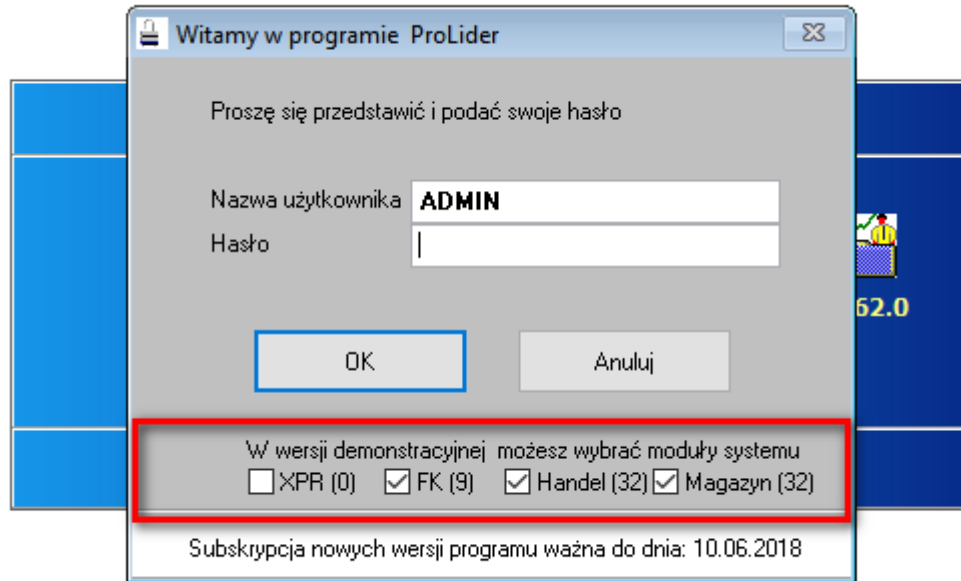 Witamy w programie ProLider
Proszę się przedstawić i podać swoje hasło
Nazwa użytkownika ADMIN
Hasło
62.0
OK Anuluj
W wersji demonstracyjnej możesz wybrać moduły systemu
XPR (0) FK (9) Handel (32) Magazyn (32)
Subskrypcja nowych wersji programu ważna do dnia: 10.06.2018